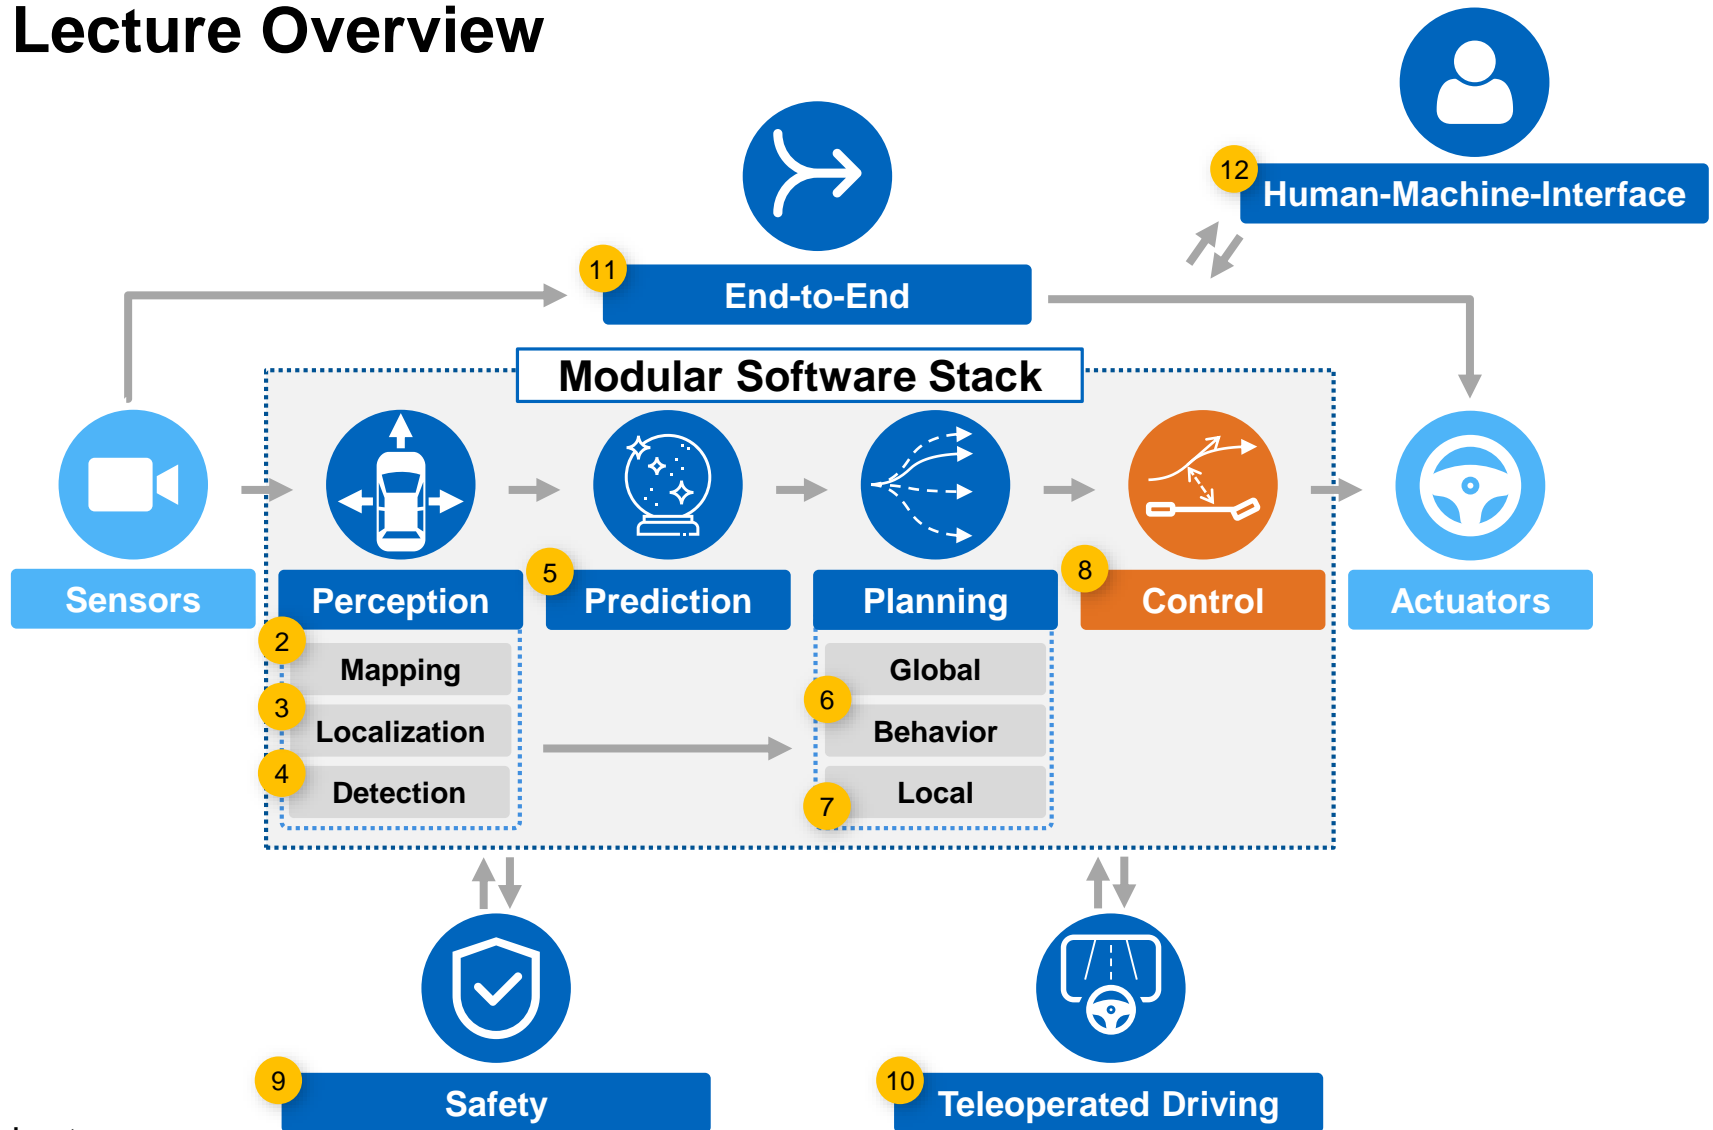 Lecture Overview
12
Human-Machine-Interface
11
End-to-End
Modular Software Stack
Sensors
Perception
5
Prediction
Planning
8
Control
Actuators
2
Mapping
3
Localization
4
Detection
Global
6
Behavior
7
Local
9
Safety
10
Teleoperated Driving